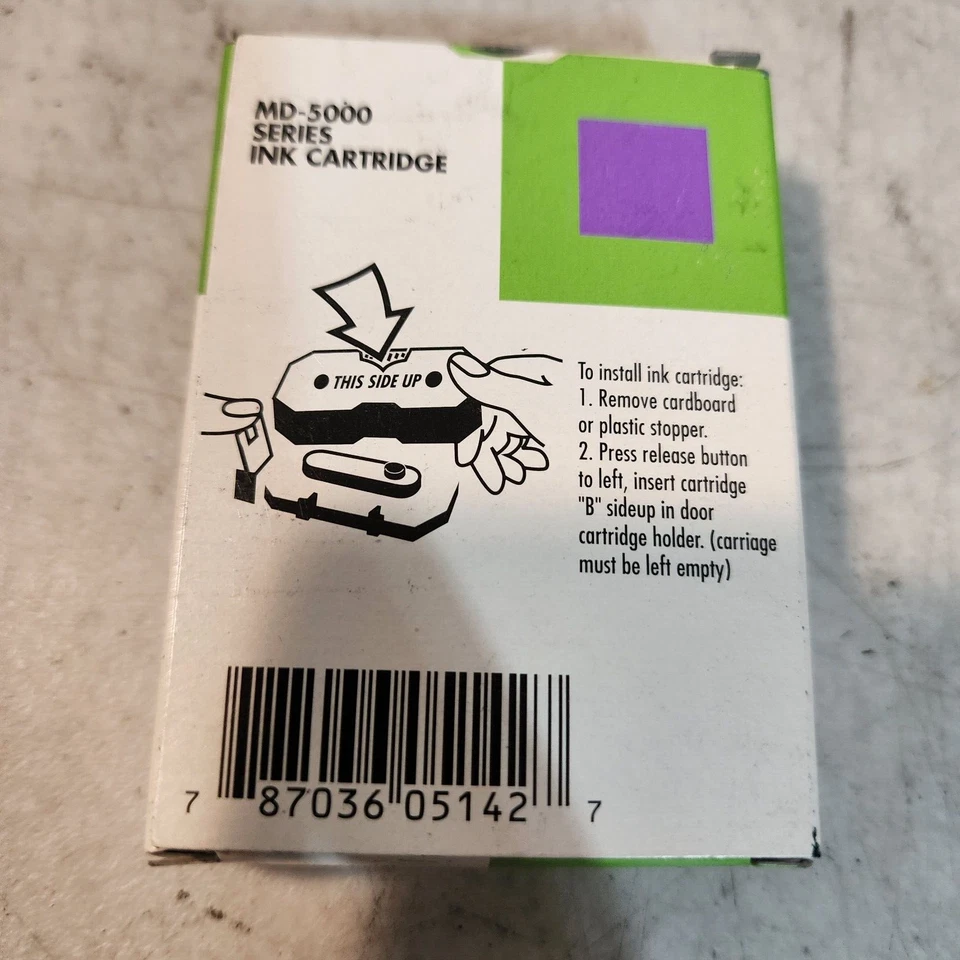 MD-5000
SERIES
INK CARTRIDGE
THIS SIDE UP
To install ink cartridge:
1. Remove cardboard
or plastic stopper.
2. Press release button
to left, insert cartridge
"B" sideup in door
cartridge holder. (carriage
must be left empty)
7 87036 05142 7